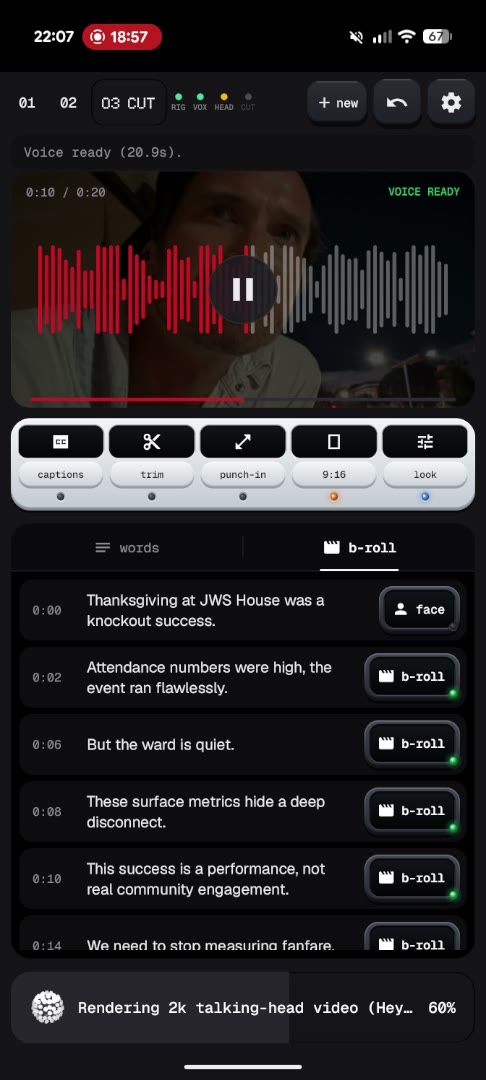 22:07 18:57 67
01 02 03 CUT RIG VOX HEAD CUT + new
Voice ready (20.9s).
0:10 / 0:20 VOICE READY
CC
captions trim punch-in 9:16 look
words b-roll
0:00 Thanksgiving at JWS House was a
knockout success. face
0:02 Attendance numbers were high, the
event ran flawlessly. b-roll
0:06 But the ward is quiet. b-roll
0:08 These surface metrics hide a deep
disconnect. b-roll
0:10 This success is a performance, not
real community engagement. b-roll
0:14 We need to stop measuring fanfare. b-roll
Rendering 2k talking-head video (Hey… 60%